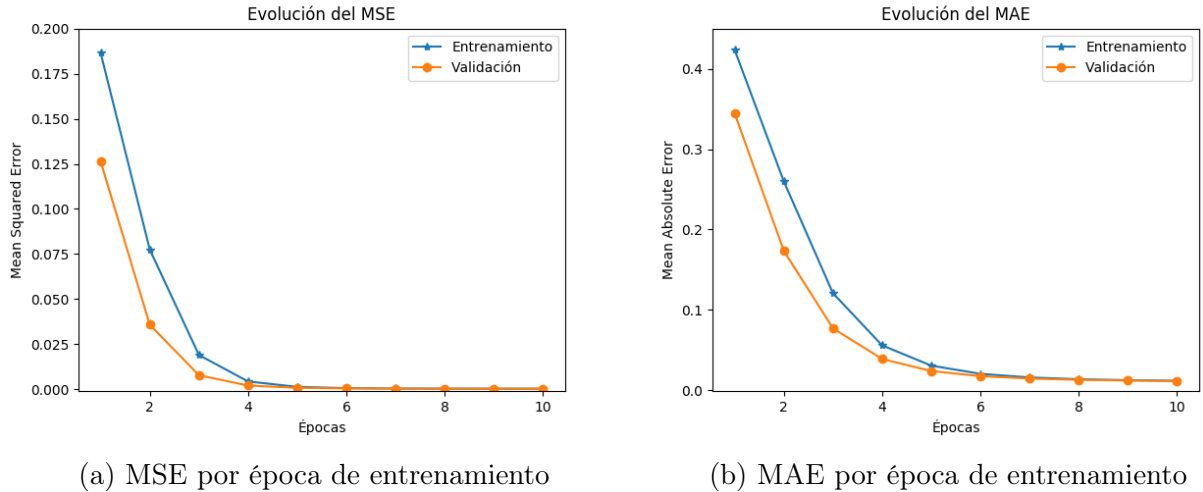 Evolución del MSE
0.200
0.175
0.150
0.125
0.100
0.075
0.050
0.025
0.000
Mean Squared Error
Entrenamiento
Validación
2
4
6
8
10
Épocas
(a) MSE por época de entrenamiento
Evolución del MAE
0.4
0.3
0.2
0.1
0.0
Mean Absolute Error
Entrenamiento
Validación
2
4
6
8
10
Épocas
(b) MAE por época de entrenamiento